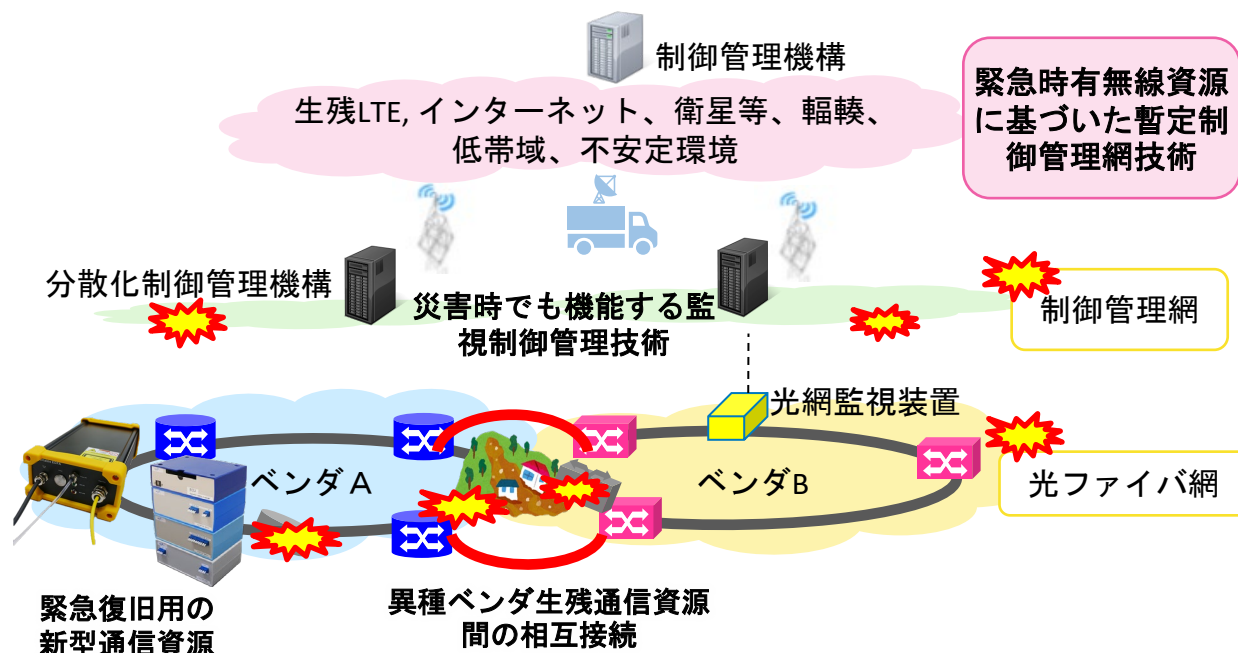 制御管理機構
生残LTE, インターネット、衛星等、輻輳、
低帯域、不安定環境
緊急時有無線資源
に基づいた暫定制
御管理網技術
分散化制御管理機構
災害時でも機能する監
視制御管理技術
制御管理網
光網監視装置
ベンダA
ベンダB
光ファイバ網
緊急復旧用の
新型通信資源
異種ベンダ生残通信資源
間の相互接続